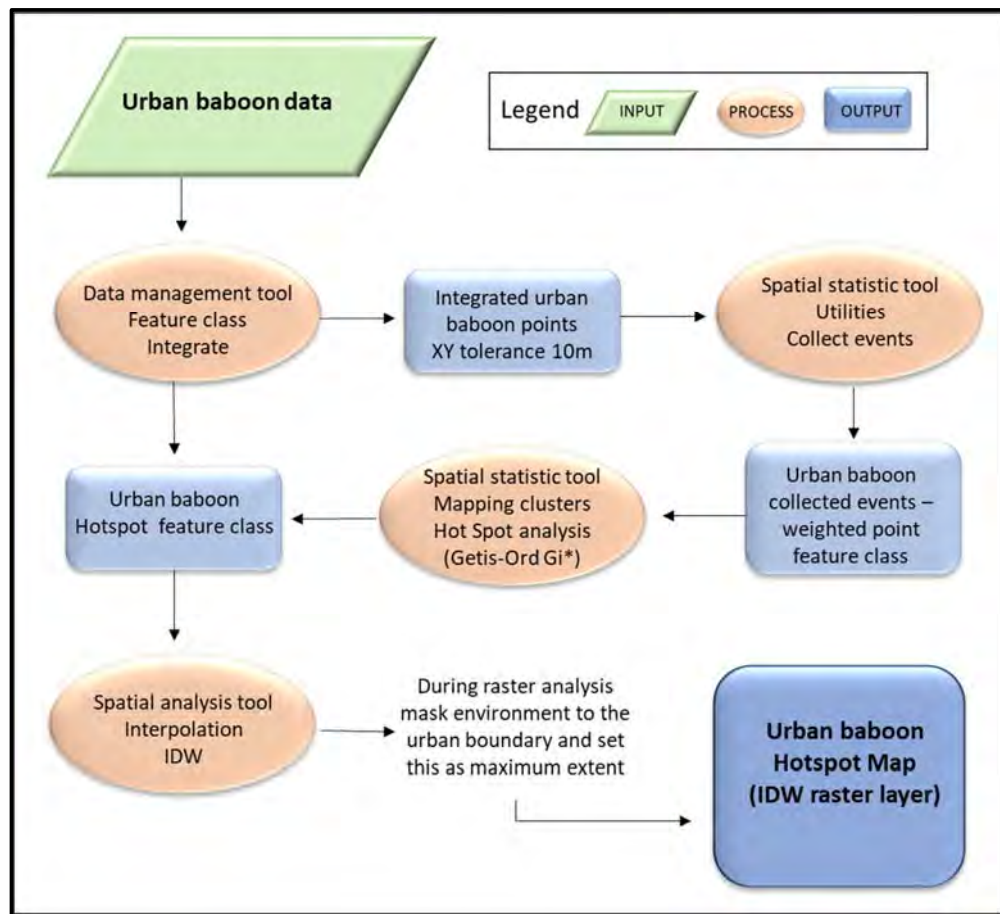 Urban baboon data
Legend
INPUT
PROCESS
OUTPUT
Data management tool
Feature class
Integrate
Integrated urban
baboon points
XY tolerance 10m
Spatial statistic tool
Utilities
Collect events
Urban baboon
Hotspot feature class
Spatial statistic tool
Mapping clusters
Hot Spot analysis
(Getis-Ord Gi*)
Urban baboon
collected events –
weighted point
feature class
Spatial analysis tool
Interpolation
IDW
During raster analysis
mask environment to the
urban boundary and set
this as maximum extent
Urban baboon
Hotspot Map
(IDW raster layer)